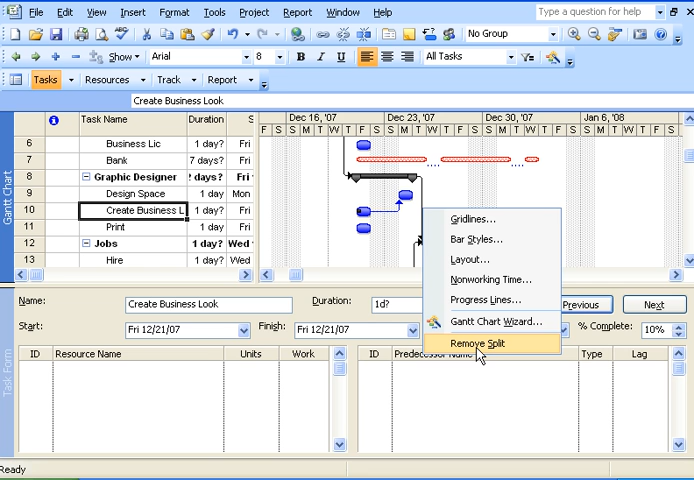 File Edit View Insert Format Tools Project Report Window Help Type a question for help
No Group
Show Arial 8 B I U All Tasks
Tasks Resources Track Report
Create Business Look
Task Name Duration S
Dec 16, '07 Dec 23, '07 Dec 30, '07 Jan 6, '08
F S S M T W T F S S M T W T F S S M T W T F S S M T W T F S
6 Business Lic 1 day? Fri
7 Bank 7 days? Fri
8 Graphic Designer 2 days? Fri
9 Design Space 1 day Mon
10 Create Business L 1 day? Fri
11 Print 1 day? Fri
12 Jobs 1 day? Wed
13 Hire 1 day? Wed
Gantt Chart
Gridlines...
Bar Styles...
Layout...
Nonworking Time...
Progress Lines...
Gantt Chart Wizard...
Remove Split
Name: Create Business Look Duration: 1d? Previous Next
Start: Fri 12/21/07 Finish: Fri 12/21/07 % Complete: 10%
ID Resource Name Units Work ID Predecessor Name Type Lag
Task Form
Ready